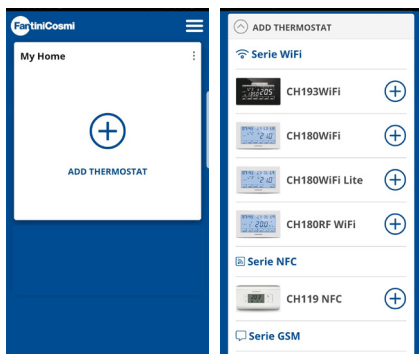 FantiniCosmi
My Home
ADD THERMOSTAT
ADD THERMOSTAT
Serie WiFi
CH193WiFi
CH180WiFi
CH180WiFi Lite
CH180RF WiFi
Serie NFC
CH119 NFC
Serie GSM